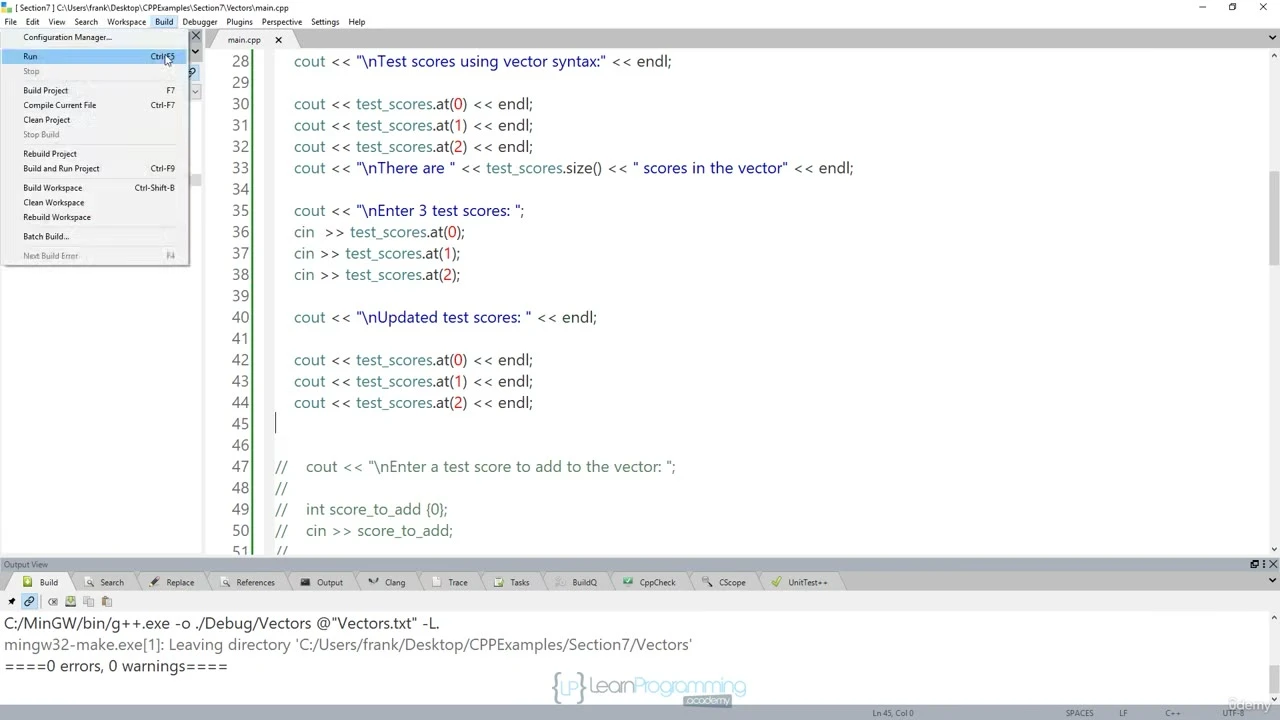 [ Section7 ] C:\Users\frank\Desktop\CPPExamples\Section7\Vectors\main.cpp
File Edit View Search Workspace Build Debugger Plugins Perspective Settings Help
Configuration Manager...
Run Ctrl-F5
Stop
Build Project F7
Compile Current File Ctrl-F7
Clean Project
Stop Build
Rebuild Project
Build and Run Project Ctrl-F9
Build Workspace Ctrl-Shift-B
Clean Workspace
Rebuild Workspace
Batch Build...
Next Build Error F4
main.cpp
28 cout << "\nTest scores using vector syntax:" << endl;
29
30 cout << test_scores.at(0) << endl;
31 cout << test_scores.at(1) << endl;
32 cout << test_scores.at(2) << endl;
33 cout << "\nThere are " << test_scores.size() << " scores in the vector" << endl;
34
35 cout << "\nEnter 3 test scores: ";
36 cin >> test_scores.at(0);
37 cin >> test_scores.at(1);
38 cin >> test_scores.at(2);
39
40 cout << "\nUpdated test scores: " << endl;
41
42 cout << test_scores.at(0) << endl;
43 cout << test_scores.at(1) << endl;
44 cout << test_scores.at(2) << endl;
45
46
47 // cout << "\nEnter a test score to add to the vector: ";
48 //
49 // int score_to_add {0};
50 // cin >> score_to_add;
51 //
Output View
Build Search Replace References Output Clang Trace Tasks BuildQ CppCheck CScope UnitTest++
C:/MinGW/bin/g++.exe -o ./Debug/Vectors @"Vectors.txt" -L.
mingw32-make.exe[1]: Leaving directory 'C:/Users/frank/Desktop/CPPExamples/Section7/Vectors'
====0 errors, 0 warnings====
{LP} LearnProgramming
academy
Ln 45, Col 0 SPACES LF C++ UTF-8
ûdemy